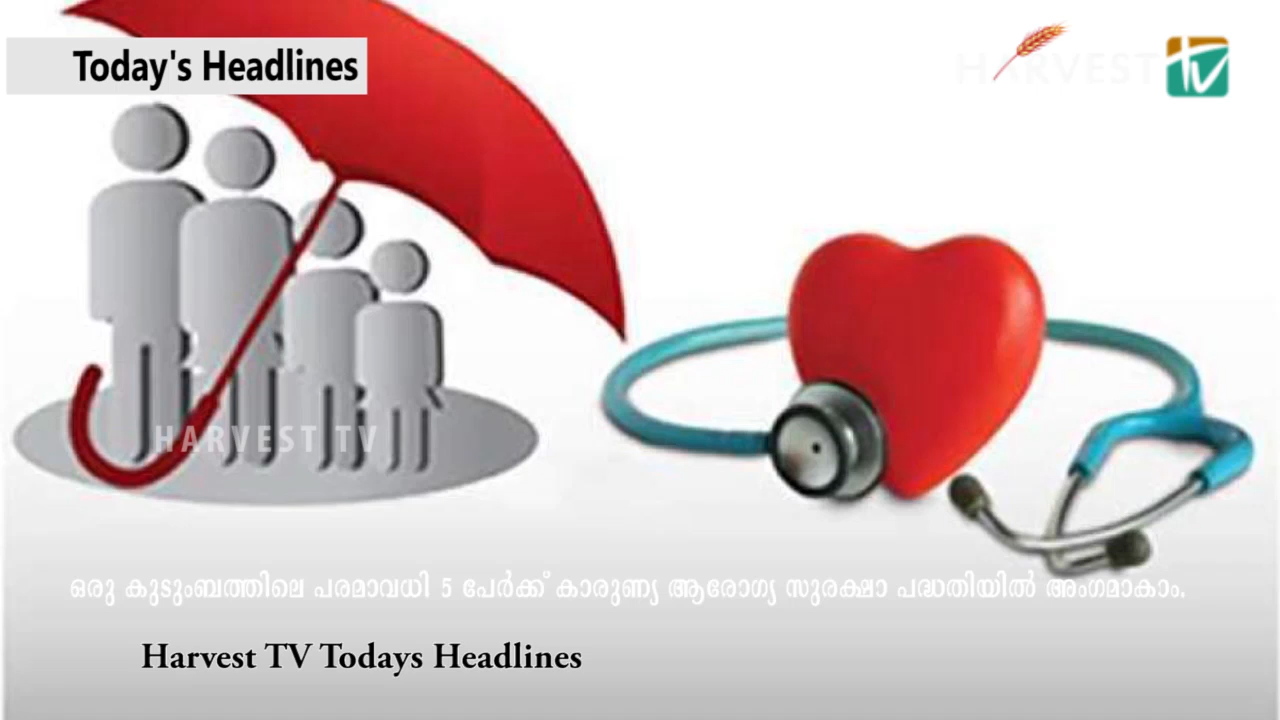 Today's Headlines
HARVEST TV
HARVEST TV
ഒരു കുടുംബത്തിലെ പരമാവധി 5 പേർക്ക് കാരുണ്യ ആരോഗ്യ സുരക്ഷാ പദ്ധതിയിൽ അംഗമാകാം.
Harvest TV Todays Headlines